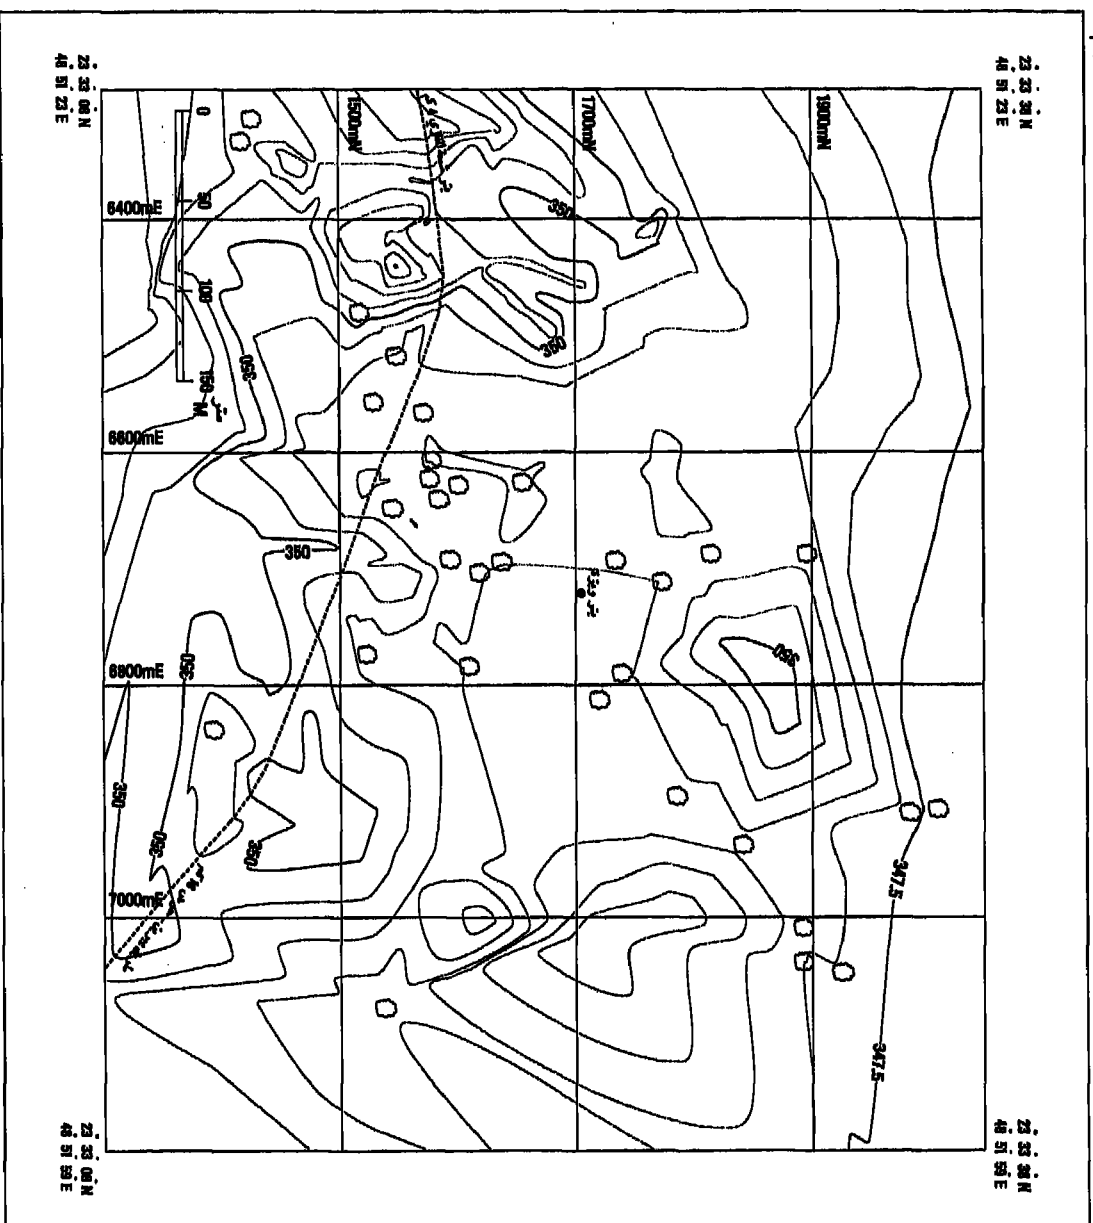 23° 33' 08" N
48° 51' 23" E
23° 33' 38" N
48° 51' 23" E
1500mN
1700mN
1900mN
0
50
100
150 M
متر
6400mE
350
350
350
6600mE
350
350
6800mE
350
350
350
350
7000mE
347.5
347.5
23° 33' 08" N
48° 51' 59" E
23° 33' 38" N
48° 51' 59" E